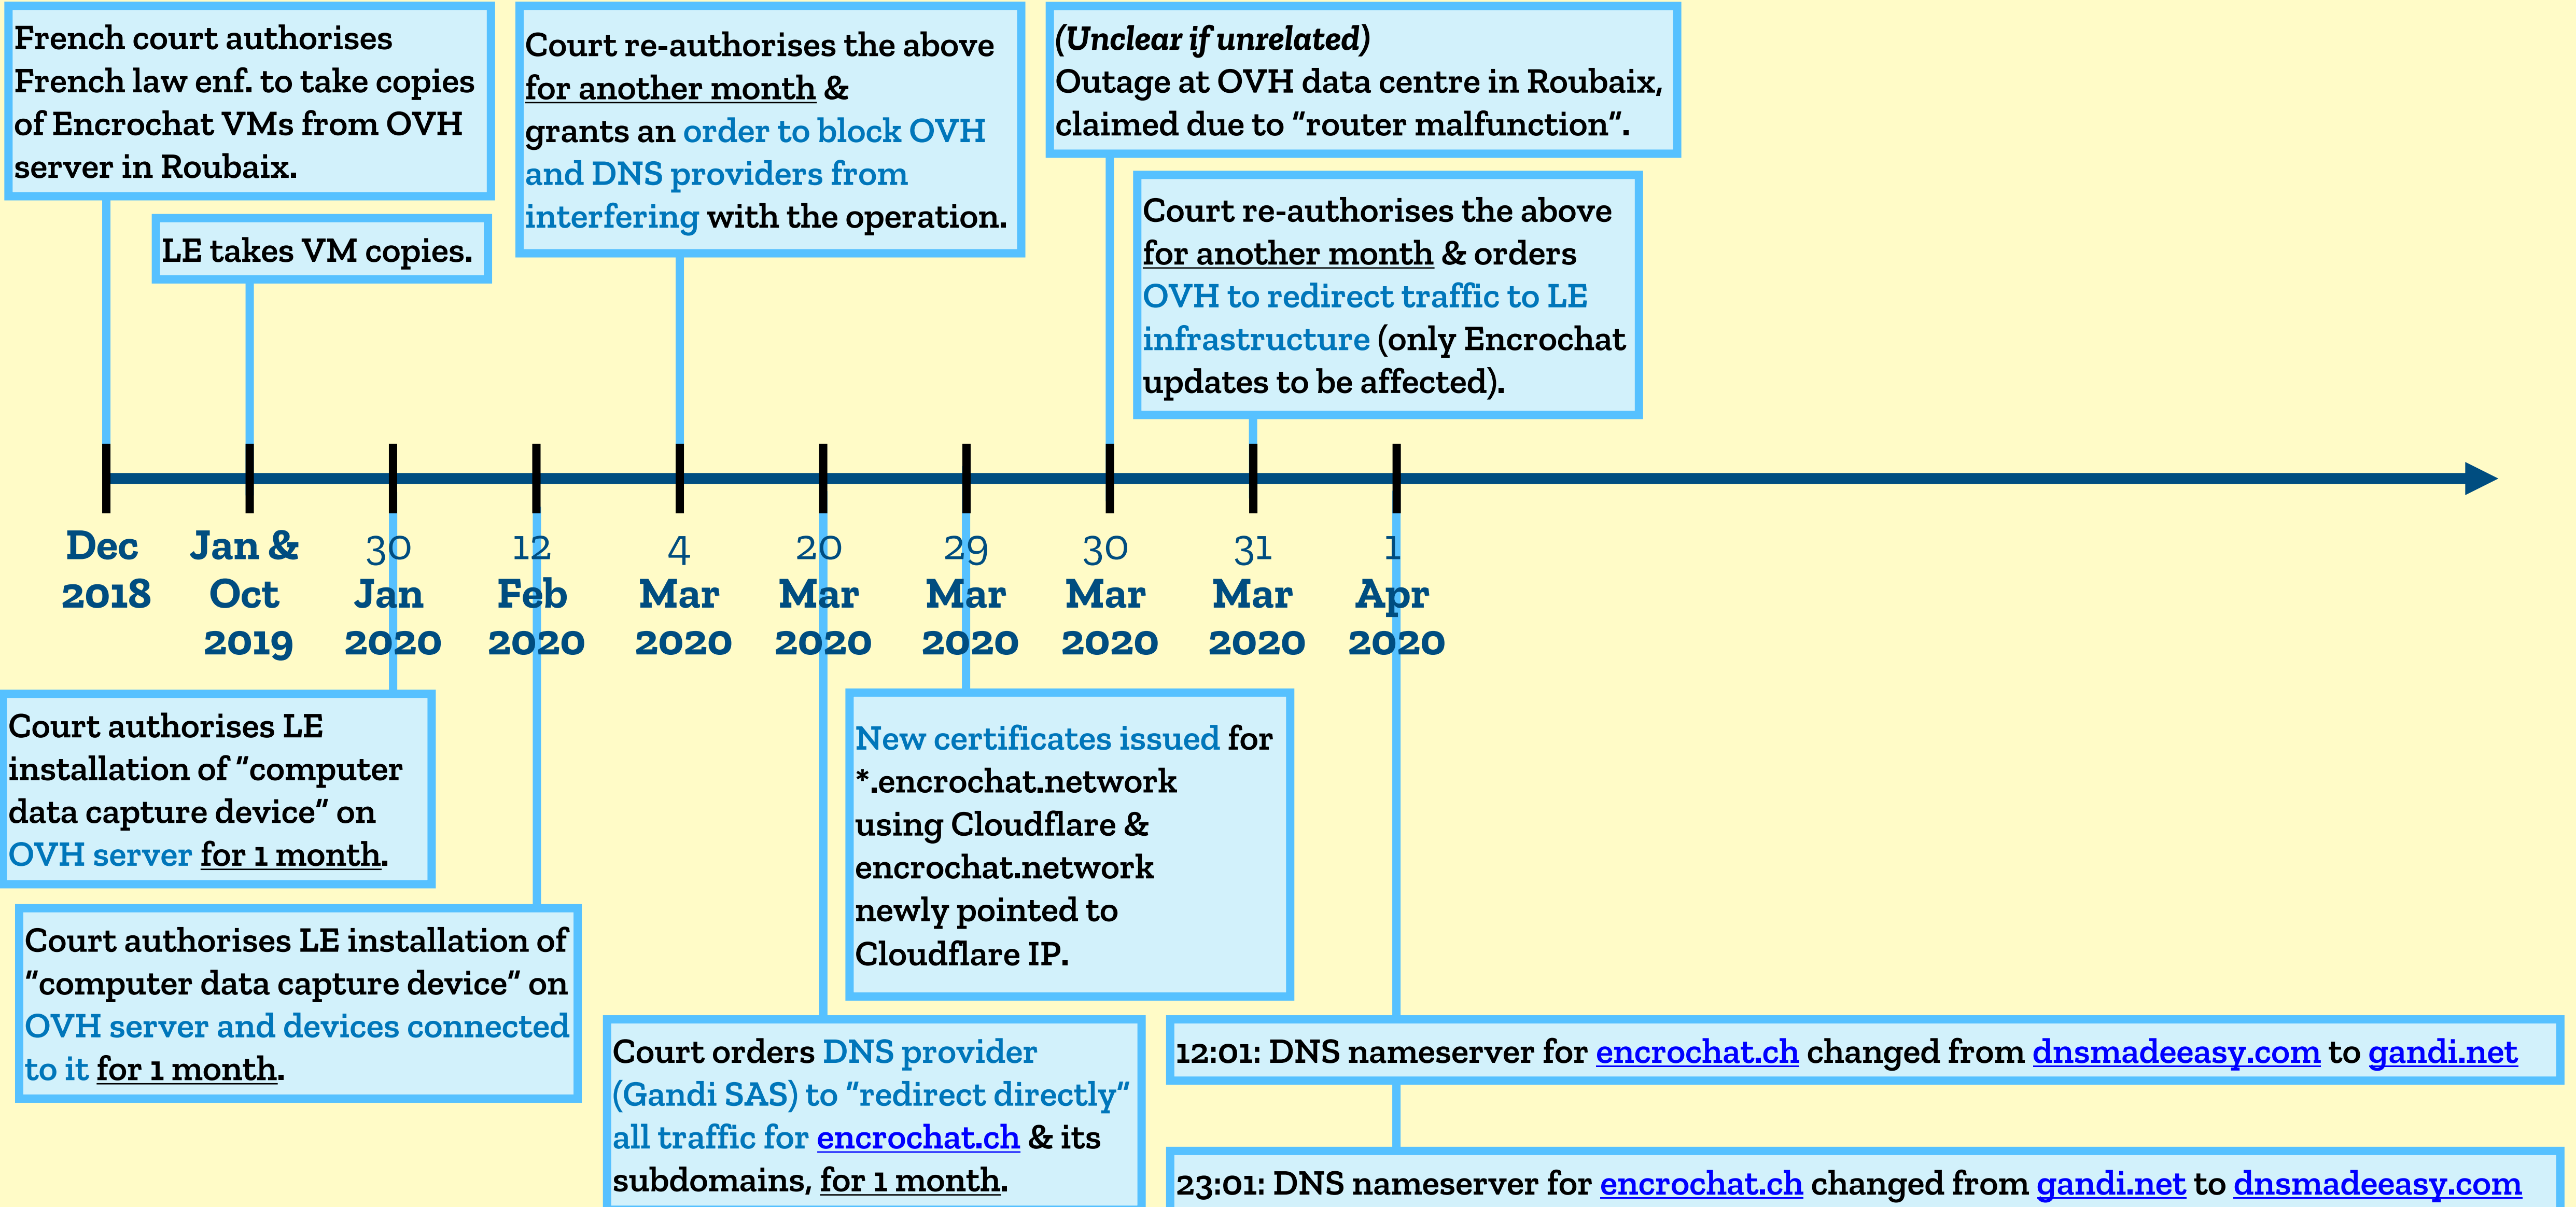 French court authorises
French law enf. to take copies
of Encrochat VMs from OVH
server in Roubaix.
LE takes VM copies.
Court re-authorises the above
for another month &
grants an order to block OVH
and DNS providers from
interfering with the operation.
(Unclear if unrelated)
Outage at OVH data centre in Roubaix,
claimed due to "router malfunction".
Court re-authorises the above
for another month & orders
OVH to redirect traffic to LE
infrastructure (only Encrochat
updates to be affected).
Dec
2018
Jan &
Oct
2019
30
Jan
2020
12
Feb
2020
4
Mar
2020
20
Mar
2020
29
Mar
2020
30
Mar
2020
31
Mar
2020
1
Apr
2020
Court authorises LE
installation of "computer
data capture device" on
OVH server for 1 month.
Court authorises LE installation of
"computer data capture device" on
OVH server and devices connected
to it for 1 month.
Court orders DNS provider
(Gandi SAS) to "redirect directly"
all traffic for encrochat.ch & its
subdomains, for 1 month.
New certificates issued for
*.encrochat.network
using Cloudflare &
encrochat.network
newly pointed to
Cloudflare IP.
12:01: DNS nameserver for encrochat.ch changed from dnsmadeeasy.com to gandi.net
23:01: DNS nameserver for encrochat.ch changed from gandi.net to dnsmadeeasy.com